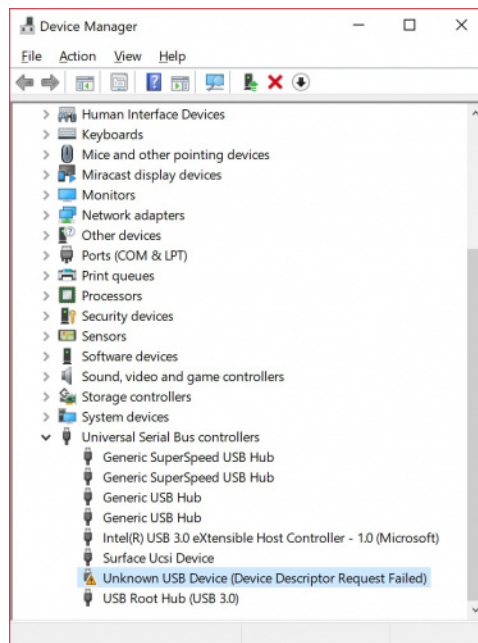 Device Manager
File Action View Help
Human Interface Devices
Keyboards
Mice and other pointing devices
Miracast display devices
Monitors
Network adapters
Other devices
Ports (COM & LPT)
Print queues
Processors
Security devices
Sensors
Software devices
Sound, video and game controllers
Storage controllers
System devices
Universal Serial Bus controllers
Generic SuperSpeed USB Hub
Generic SuperSpeed USB Hub
Generic USB Hub
Generic USB Hub
Intel(R) USB 3.0 eXtensible Host Controller - 1.0 (Microsoft)
Surface Ucsi Device
Unknown USB Device (Device Descriptor Request Failed)
USB Root Hub (USB 3.0)